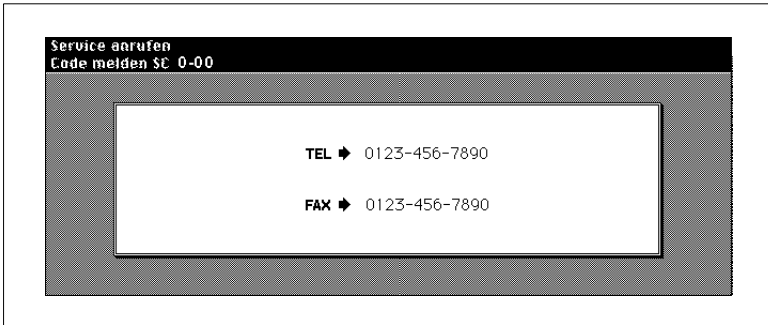 Service anrufen
Code melden SC 0-00
TEL 🡆 0123-456-7890
FAX 🡆 0123-456-7890